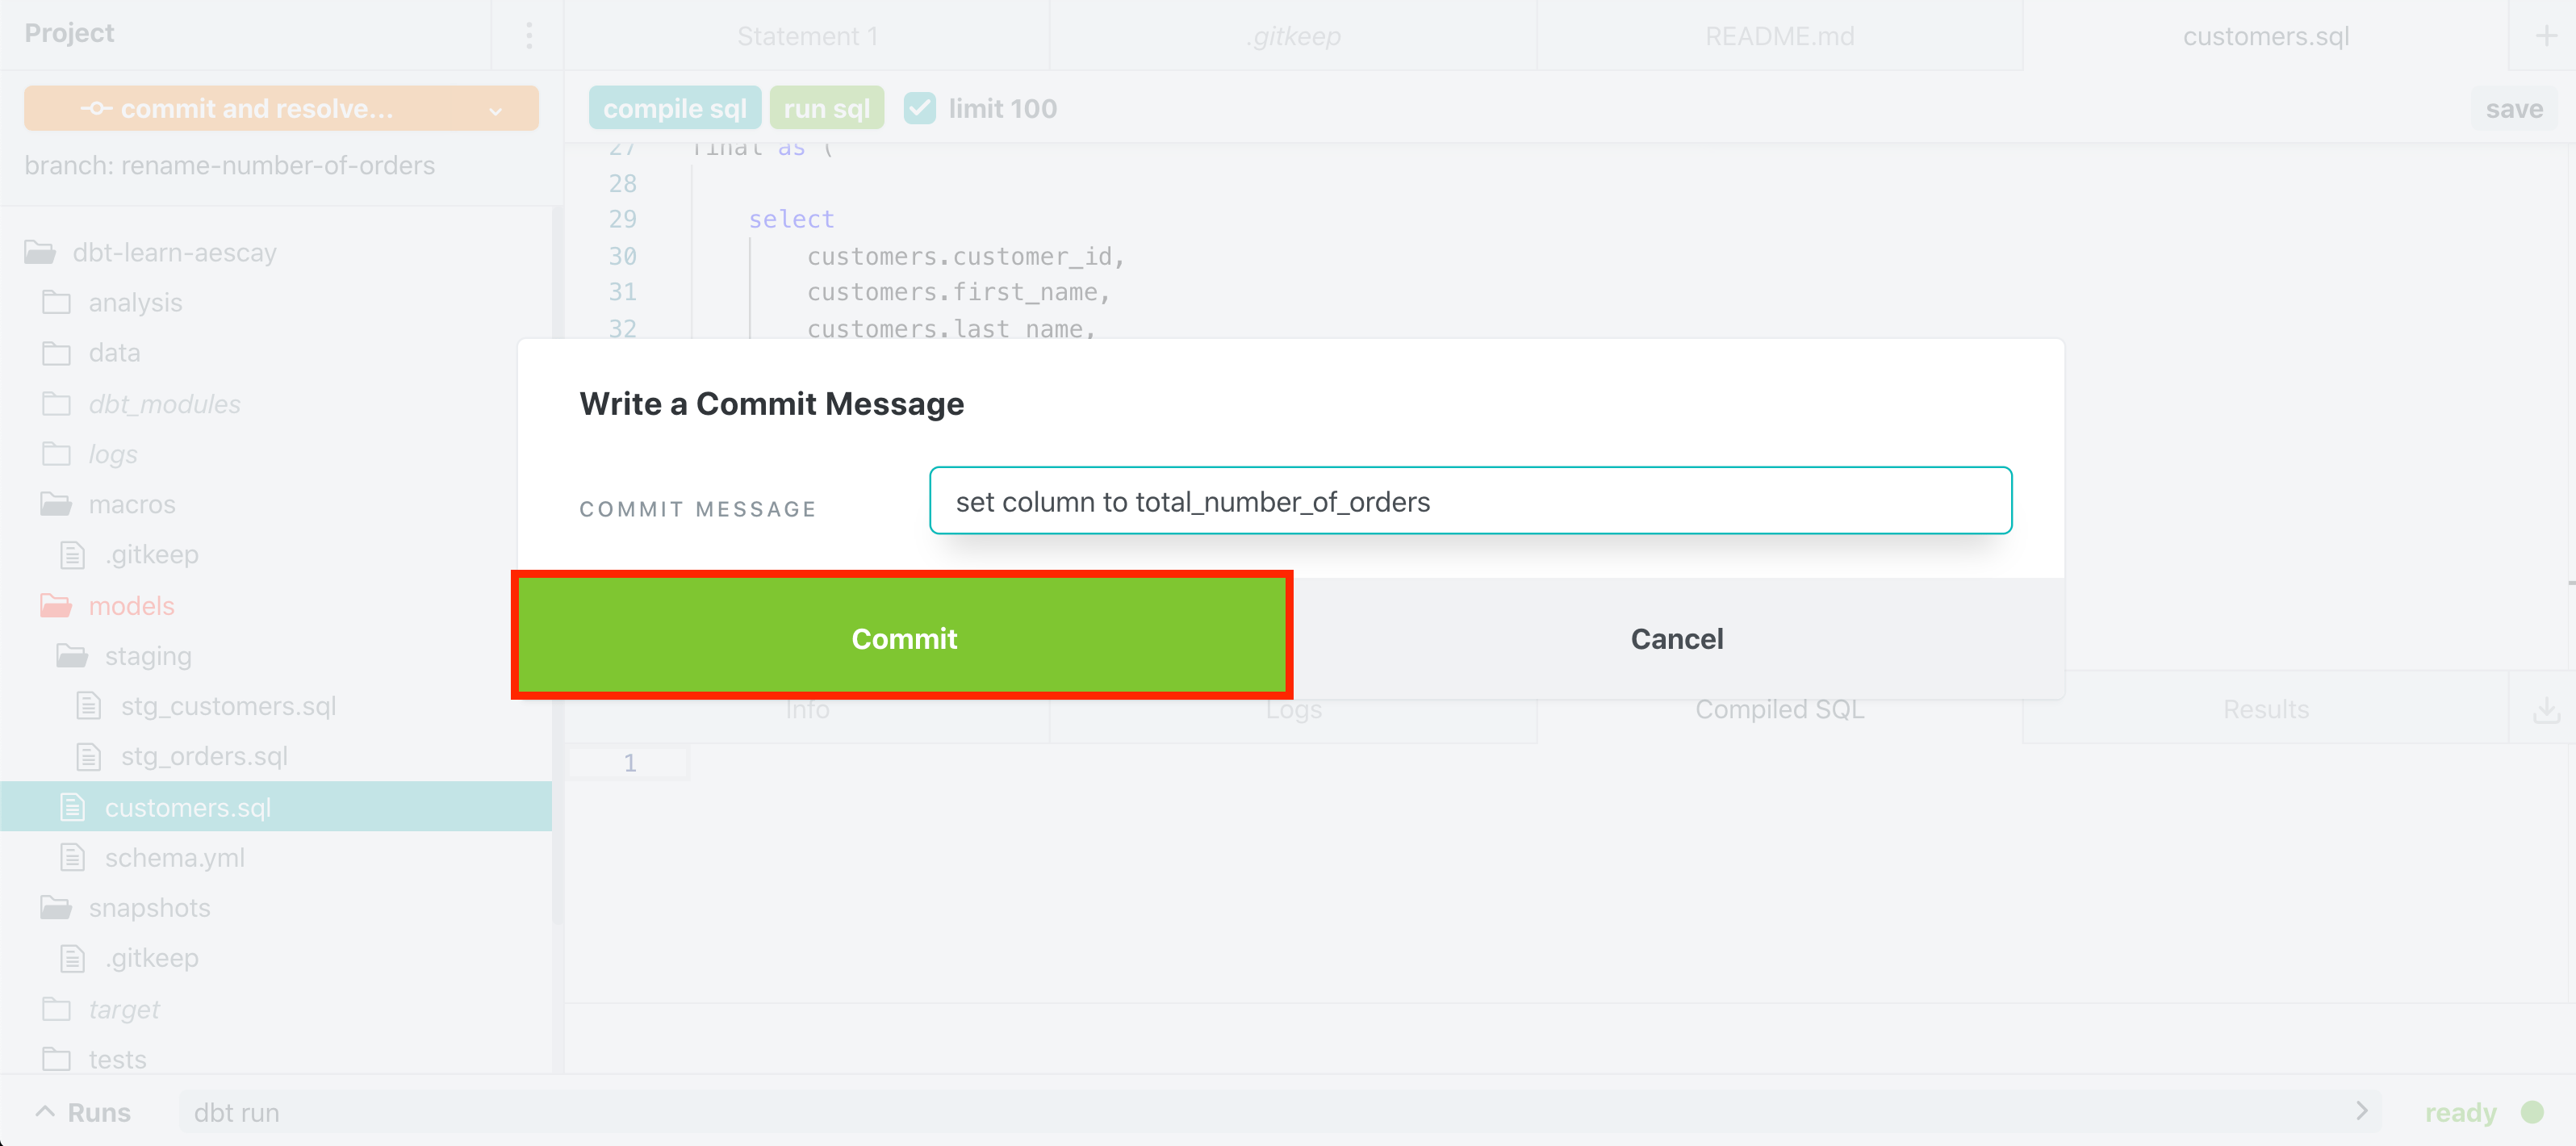 Project
Statement 1
.gitkeep
README.md
customers.sql
commit and resolve...
compile sql
run sql
limit 100
save
branch: rename-number-of-orders
27 final as (
28
29 select
30 customers.customer_id,
31 customers.first_name,
32 customers.last_name,
dbt-learn-aescay
analysis
data
dbt_modules
logs
macros
.gitkeep
models
staging
stg_customers.sql
stg_orders.sql
customers.sql
schema.yml
snapshots
.gitkeep
target
tests
Write a Commit Message
COMMIT MESSAGE
set column to total_number_of_orders
Commit
Cancel
Info
Logs
Compiled SQL
Results
1
Runs
dbt run
ready